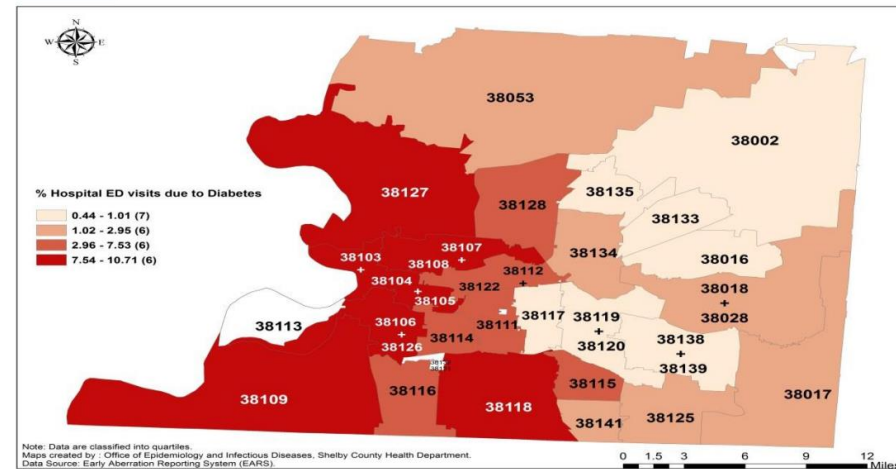 N
W E
S
38053
38002
% Hospital ED visits due to Diabetes
0.44 - 1.01 (7)
1.02 - 2.95 (6)
2.96 - 7.53 (6)
7.54 - 10.71 (6)
38127
38135
38128
38133
38107
38103
38134
38016
38108
38112
38104
38122
38018
38105
38028
38113
38106
38111
38117
38119
38138
38126
38114
38120
38139
38109
38116
38118
38115
38017
38141
38125
Note: Data are classified into quartiles.
Maps created by : Office of Epidemiology and Infectious Diseases, Shelby County Health Department.
Data Source: Early Aberration Reporting System (EARS).
0 1.5 3 6 9 12
Miles